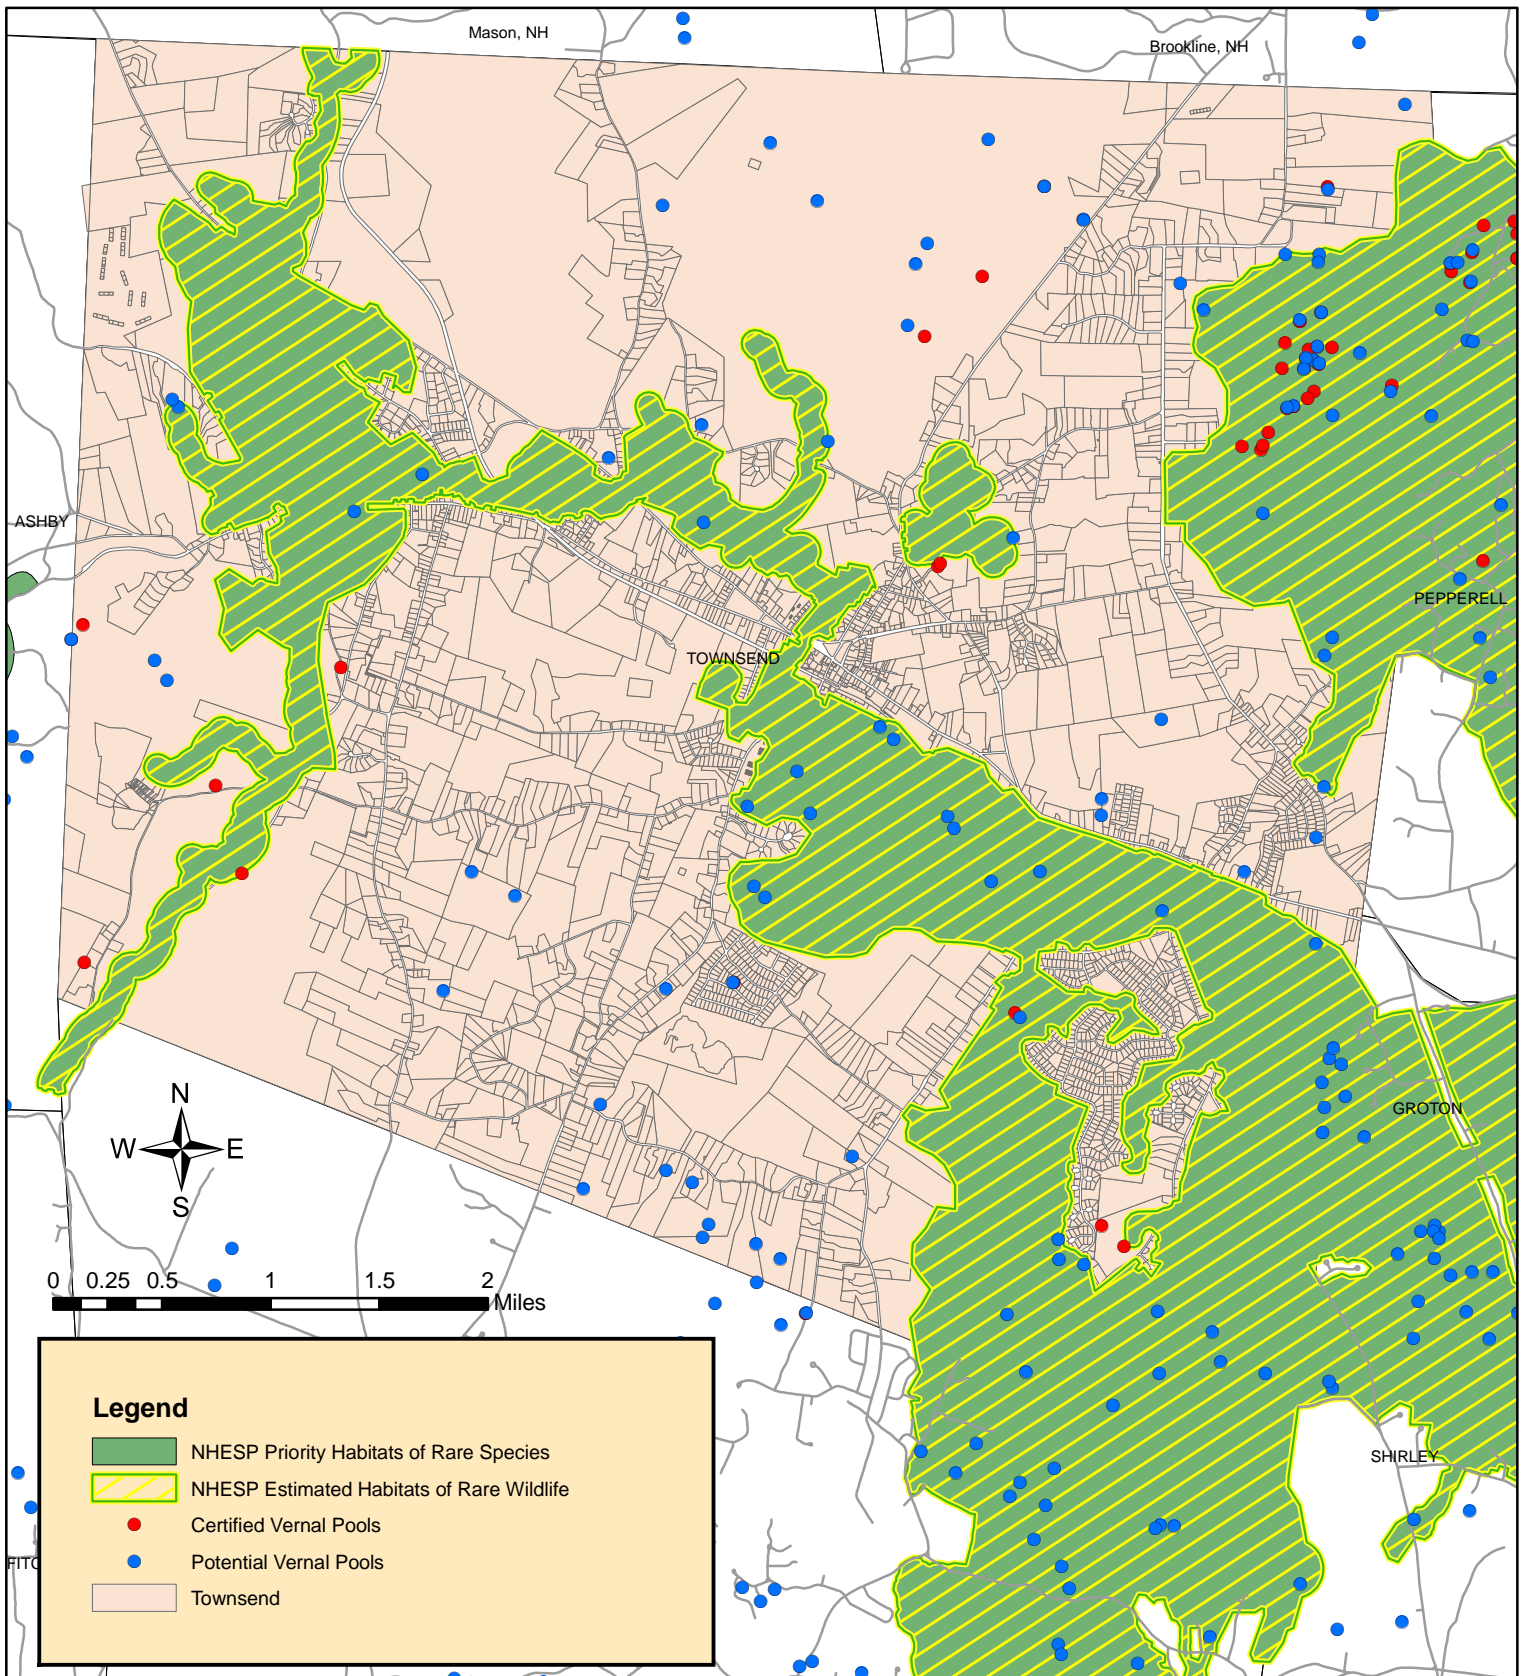 Mason, NH
Brookline, NH
ASHBY
PEPPERELL
TOWNSEND
GROTON
N
W E
S
0 0.25 0.5 1 1.5 2
Miles
SHIRLEY
Legend
NHESP Priority Habitats of Rare Species
NHESP Estimated Habitats of Rare Wildlife
Certified Vernal Pools
Potential Vernal Pools
Townsend
FITC